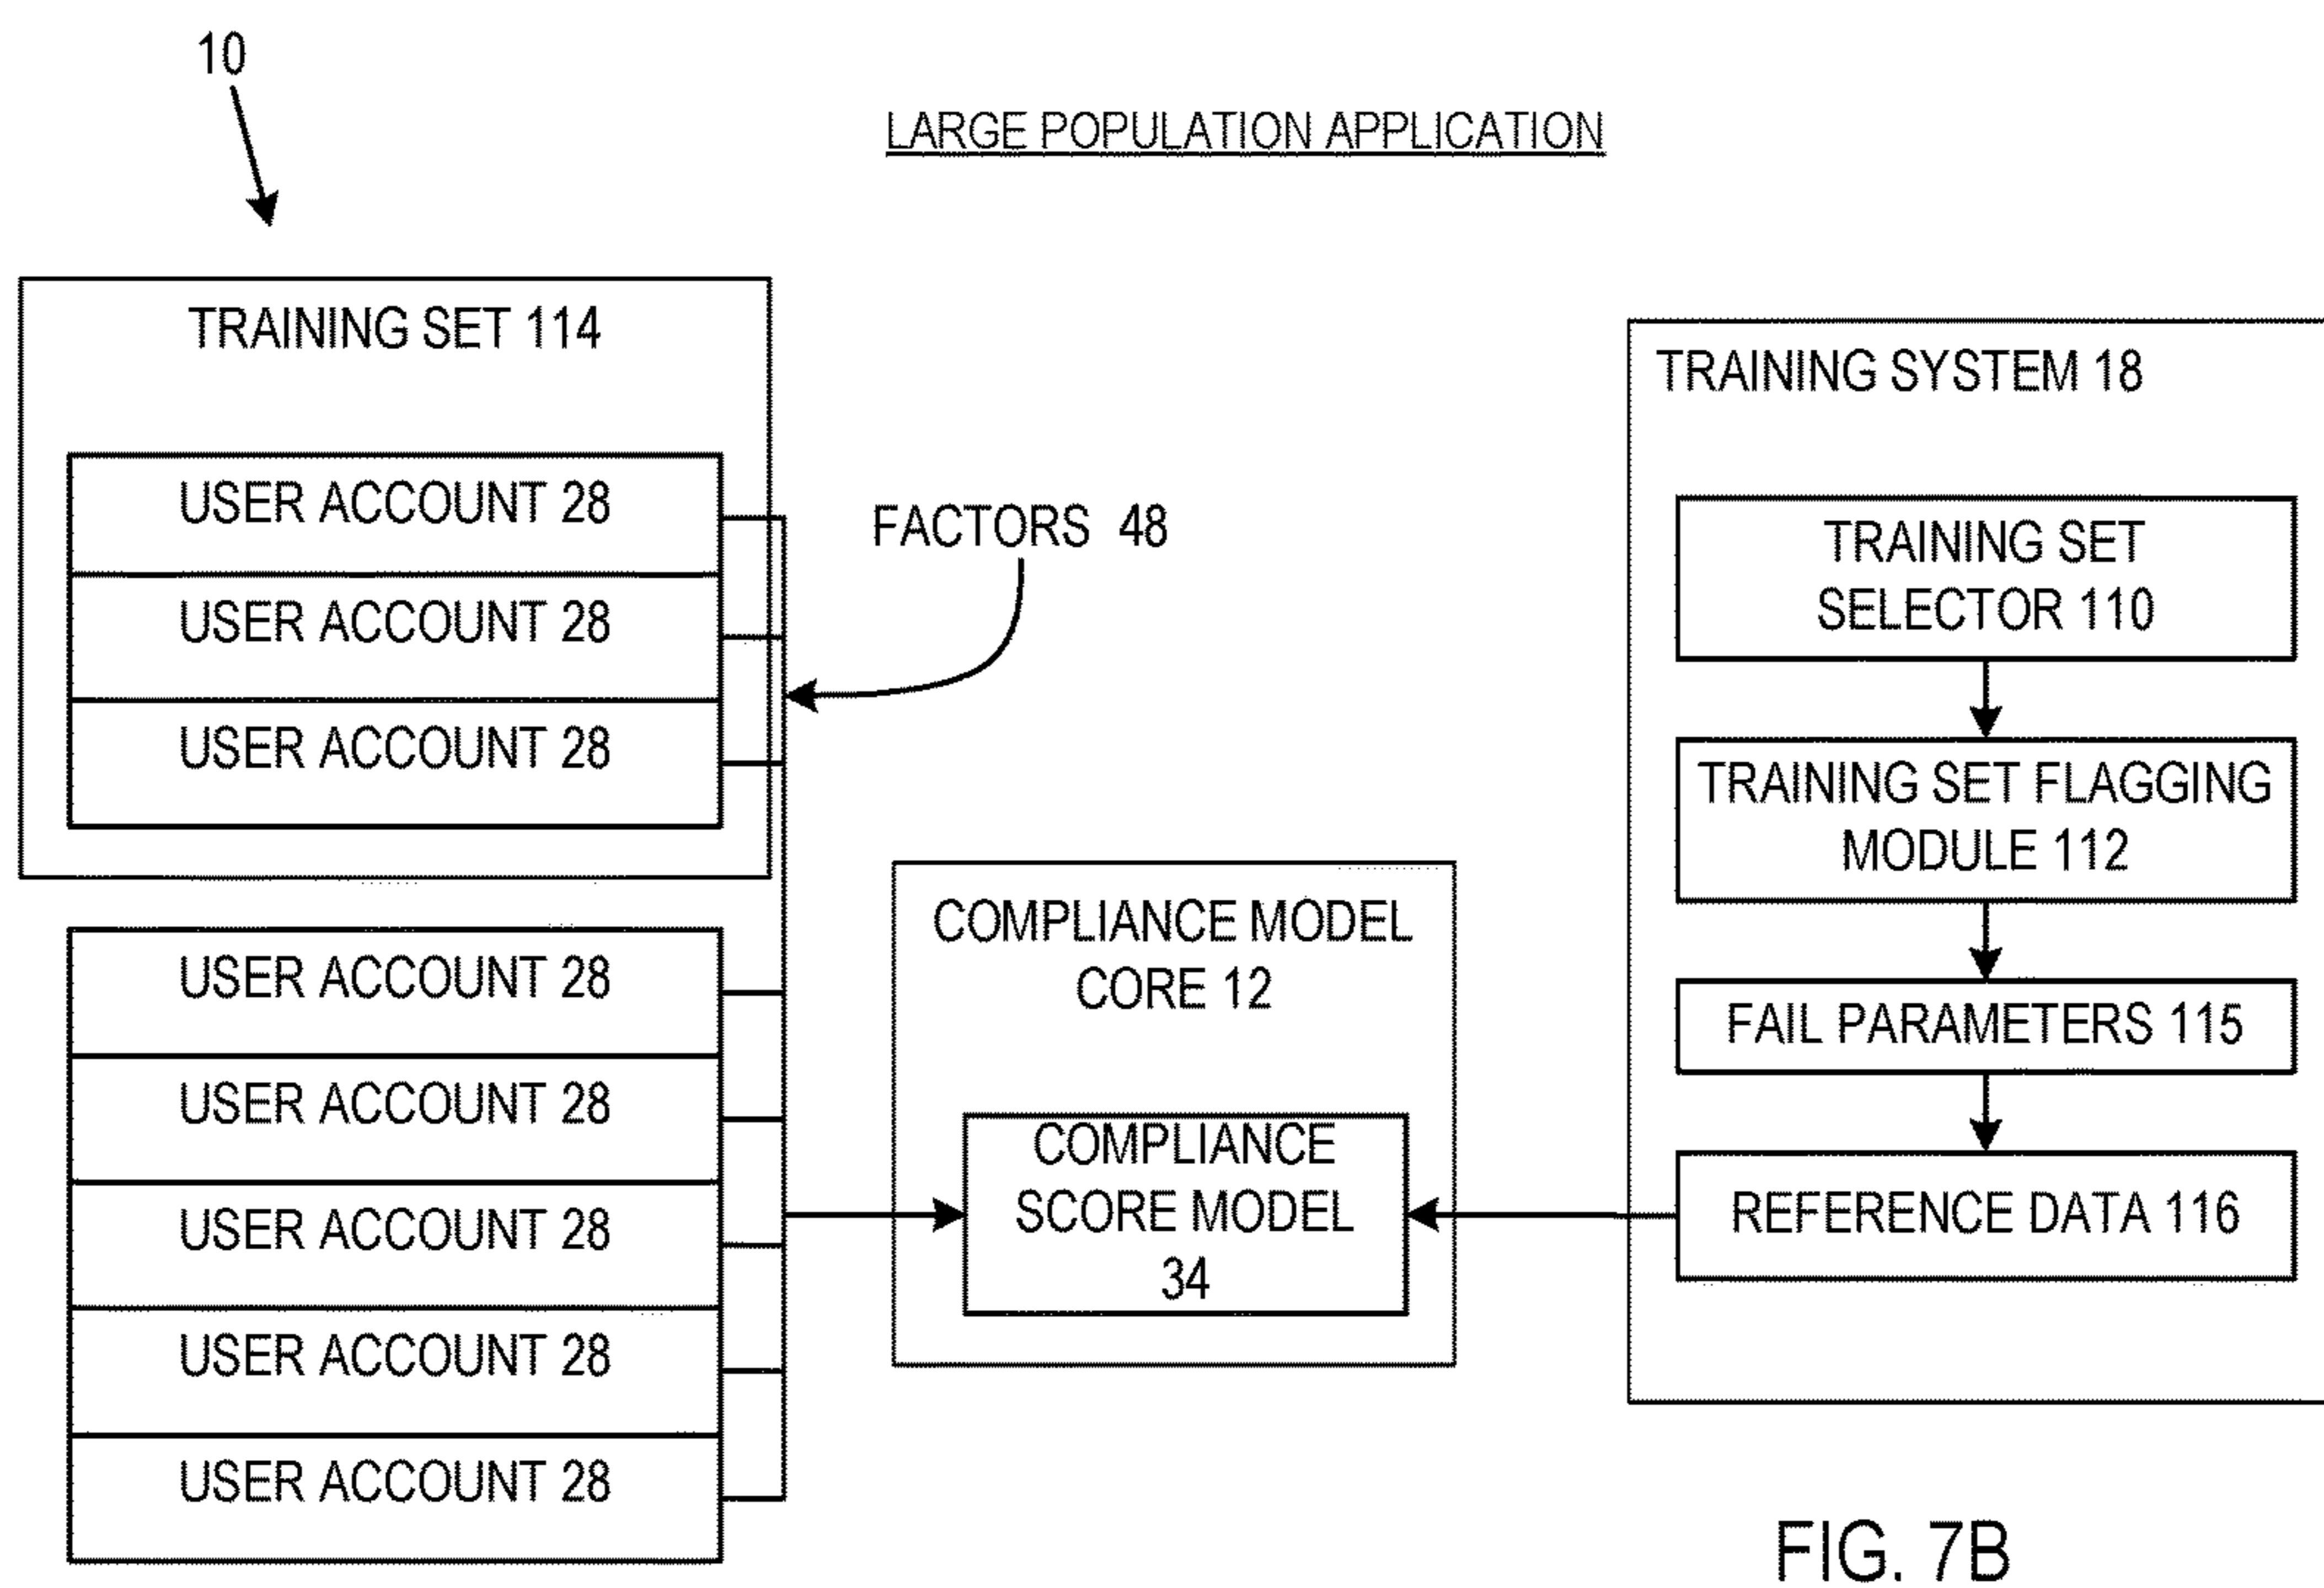 10
LARGE POPULATION APPLICATION
TRAINING SET 114
USER ACCOUNT 28
USER ACCOUNT 28
USER ACCOUNT 28
FACTORS 48
USER ACCOUNT 28
USER ACCOUNT 28
USER ACCOUNT 28
USER ACCOUNT 28
USER ACCOUNT 28
COMPLIANCE MODEL
CORE 12
COMPLIANCE
SCORE MODEL
34
TRAINING SYSTEM 18
TRAINING SET
SELECTOR 110
TRAINING SET FLAGGING
MODULE 112
FAIL PARAMETERS 115
REFERENCE DATA 116
FIG. 7B